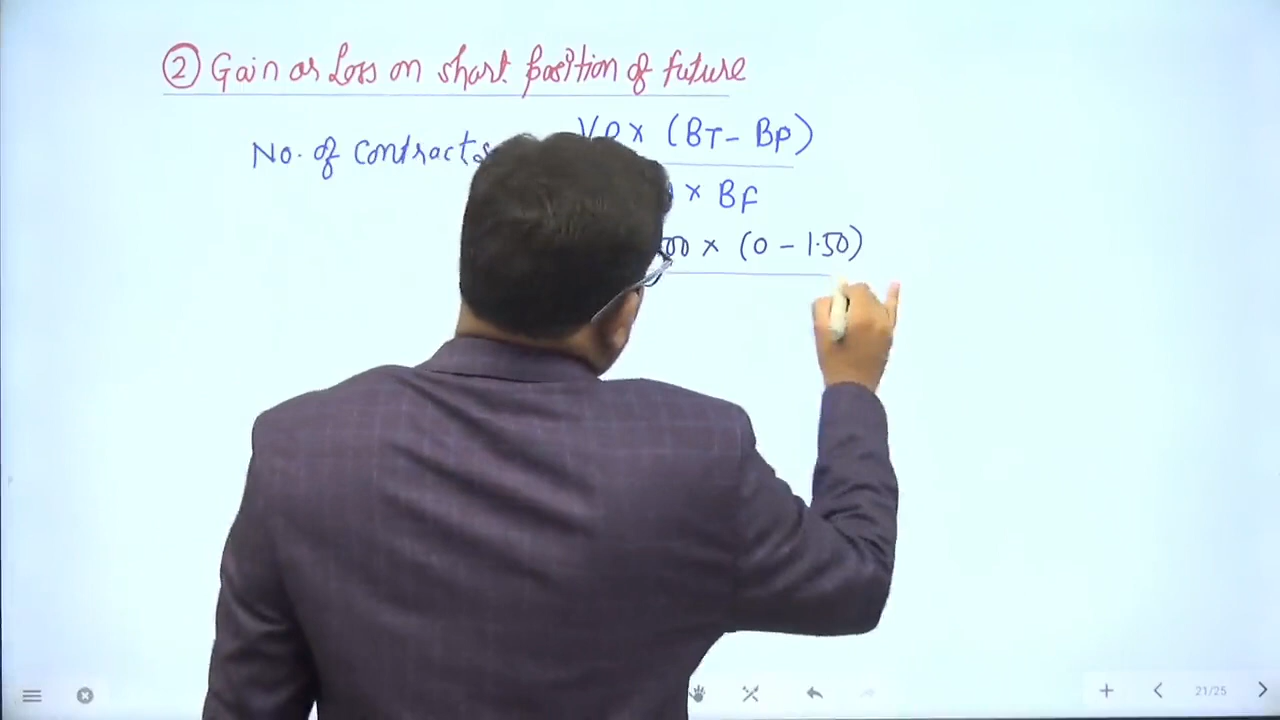 ② Gain or Loss on short position of future
No. of Contracts
VP × (BT - BP)
× BF
00 × (0 - 1.50)
21/25